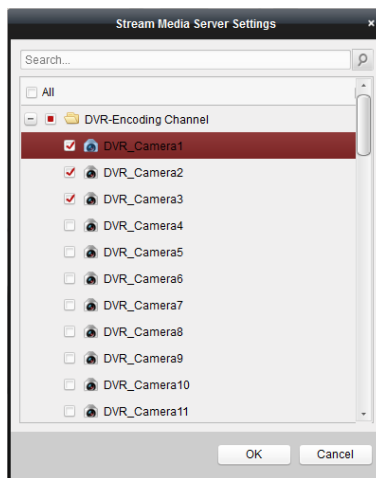 Stream Media Server Settings
Search...
All
DVR-Encoding Channel
DVR_Camera1
DVR_Camera2
DVR_Camera3
DVR_Camera4
DVR_Camera5
DVR_Camera6
DVR_Camera7
DVR_Camera8
DVR_Camera9
DVR_Camera10
DVR_Camera11
OK Cancel